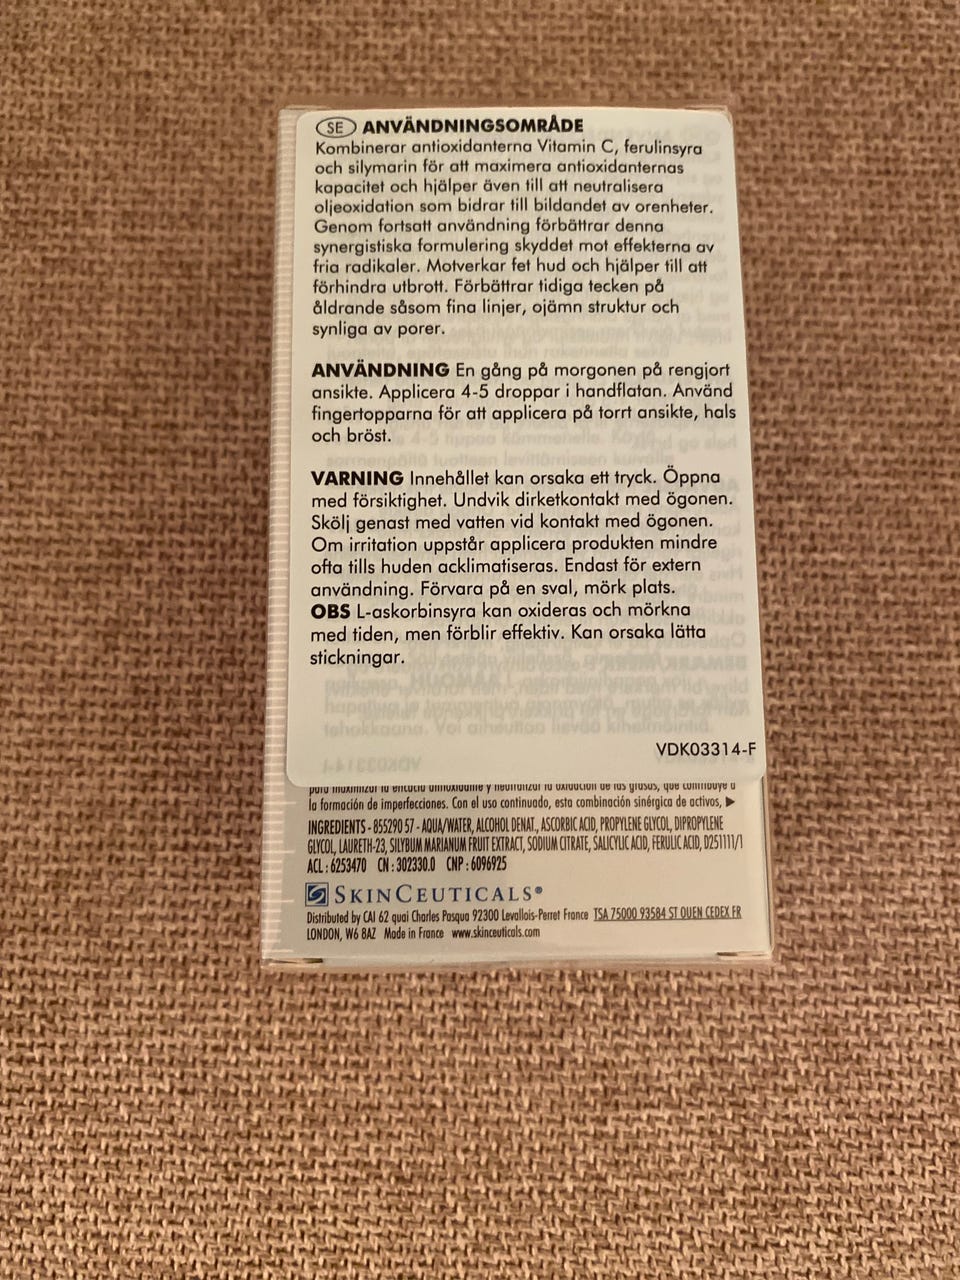 SE ANVÄNDNINGSOMRÅDE
Kombinerar antioxidanterna Vitamin C, ferulinsyra
och silymarin för att maximera antioxidanternas
kapacitet och hjälper även till att neutralisera
oljeoxidation som bidrar till bildandet av orenheter.
Genom fortsatt användning förbättrar denna
synergistiska formulering skyddet mot effekterna av
fria radikaler. Motverkar fet hud och hjälper till att
förhindra utbrott. Förbättrar tidiga tecken på
åldrande såsom fina linjer, ojämn struktur och
synliga av porer.
ANVÄNDNING En gång på morgonen på rengjort
ansikte. Applicera 4-5 droppar i handflatan. Använd
fingertopparna för att applicera på torrt ansikte, hals
och bröst.
VARNING Innehållet kan orsaka ett tryck. Öppna
med försiktighet. Undvik dirketkontakt med ögonen.
Skölj genast med vatten vid kontakt med ögonen.
Om irritation uppstår applicera produkten mindre
ofta tills huden acklimatiseras. Endast för extern
användning. Förvara på en sval, mörk plats.
OBS L-askorbinsyra kan oxideras och mörkna
med tiden, men förblir effektiv. Kan orsaka lätta
stickningar.
VDK03314-F
para maximizar la eficacia antioxidante y neutralizar la oxidación de las grasas, que contribuye a
la formación de imperfecciones. Con el uso continuado, esta combinación sinérgica de activos, ▶
INGREDIENTS - 855290 57 - AQUA/WATER, ALCOHOL DENAT., ASCORBIC ACID, PROPYLENE GLYCOL, DIPROPYLENE
GLYCOL, LAURETH-23, SILYBUM MARIANUM FRUIT EXTRACT, SODIUM CITRATE, SALICYLIC ACID, FERULIC ACID, D251111/1
ACL : 6253470 CN : 302330.0 CNP : 6096925
SKINCEUTICALS®
Distributed by CAI 62 quai Charles Pasqua 92300 Levallois-Perret France TSA 75000 93584 ST OUEN CEDEX FR
LONDON, W6 8AZ Made in France www.skinceuticals.com